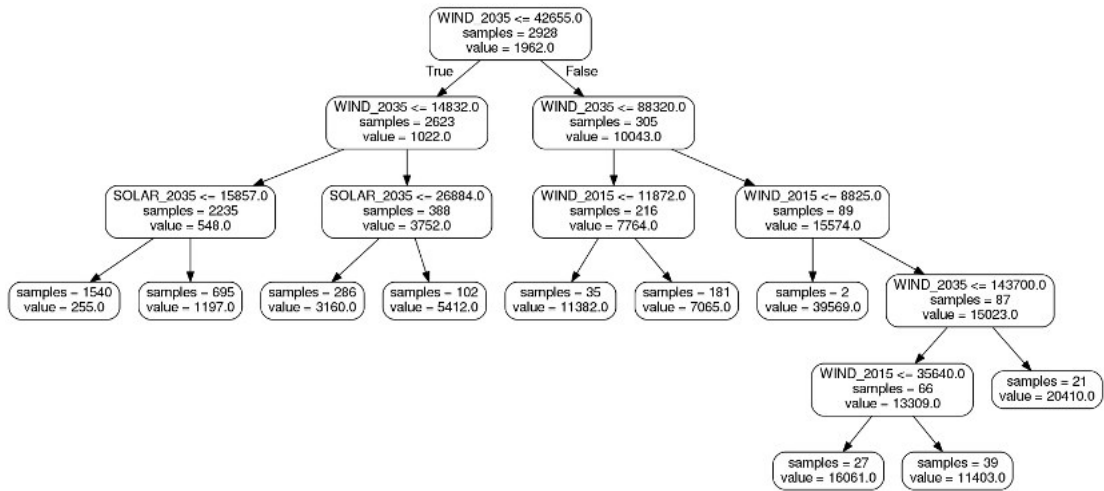 WIND_2035 <= 42655.0
samples = 2928
value = 1962.0
True
False
WIND_2035 <= 14832.0
samples = 2623
value = 1022.0
WIND_2035 <= 88320.0
samples = 305
value = 10043.0
SOLAR_2035 <= 15857.0
samples = 2235
value = 548.0
SOLAR_2035 <= 26884.0
samples = 388
value = 3752.0
WIND_2015 <= 11872.0
samples = 216
value = 7764.0
WIND_2015 <= 8825.0
samples = 89
value = 15574.0
samples = 1540
value = 255.0
samples = 695
value = 1197.0
samples = 286
value = 3160.0
samples = 102
value = 5412.0
samples = 35
value = 11382.0
samples = 181
value = 7065.0
samples = 2
value = 39569.0
WIND_2035 <= 143700.0
samples = 87
value = 15023.0
WIND_2015 <= 35640.0
samples = 66
value = 13309.0
samples = 21
value = 20410.0
samples = 27
value = 16061.0
samples = 39
value = 11403.0